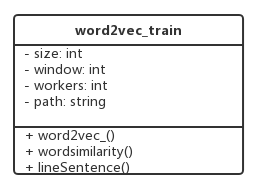 word2vec_train
- size: int
- window: int
- workers: int
- path: string
+ word2vec_()
+ wordsimilarity()
+ lineSentence()